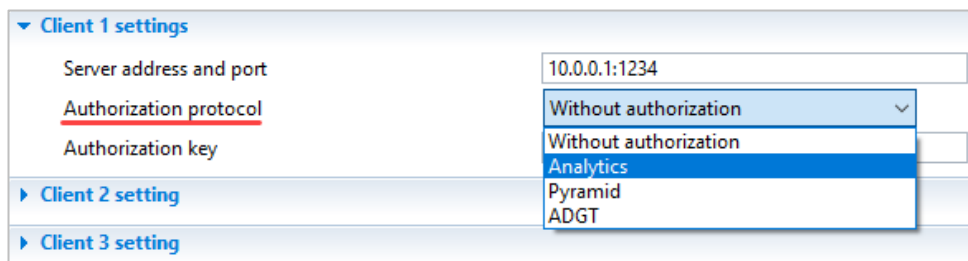 Client 1 settings
Server address and port 10.0.0.1:1234
Authorization protocol Without authorization
Authorization key Without authorization
Analytics
Client 2 setting Pyramid
ADGT
Client 3 setting